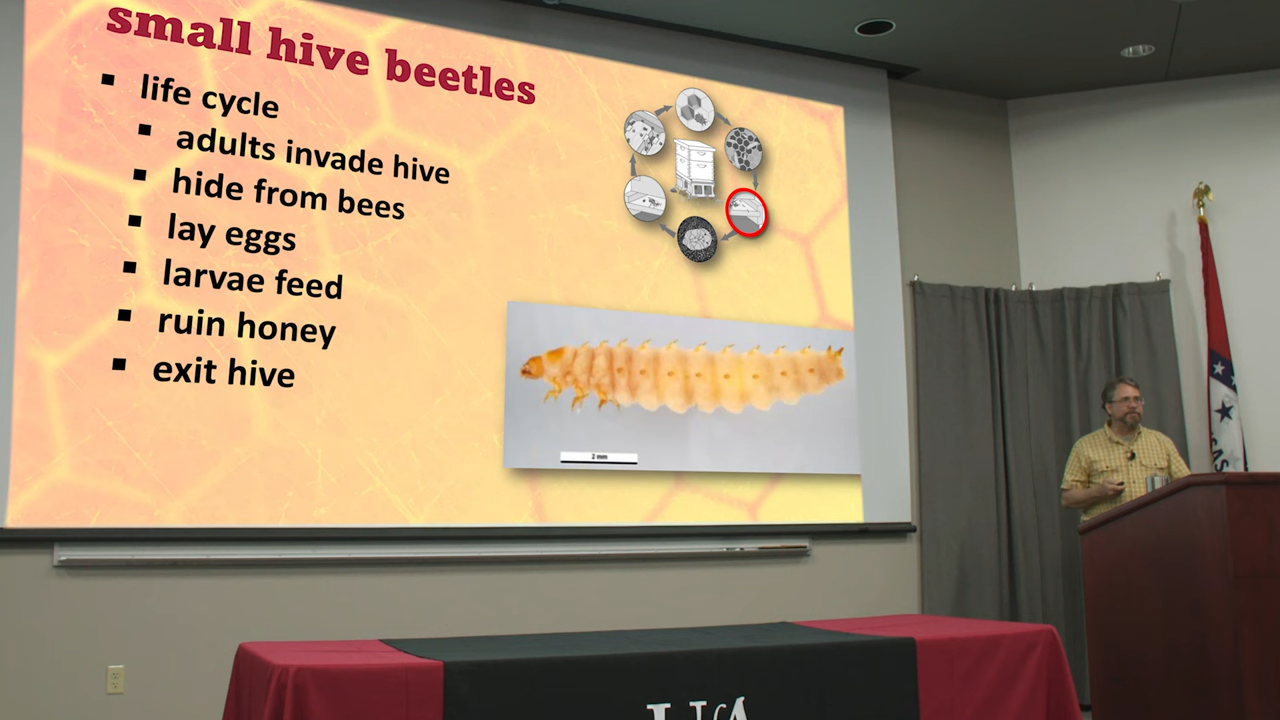 small hive beetles
▪ life cycle
▪ adults invade hive
▪ hide from bees
▪ lay eggs
▪ larvae feed
▪ ruin honey
▪ exit hive
2 mm